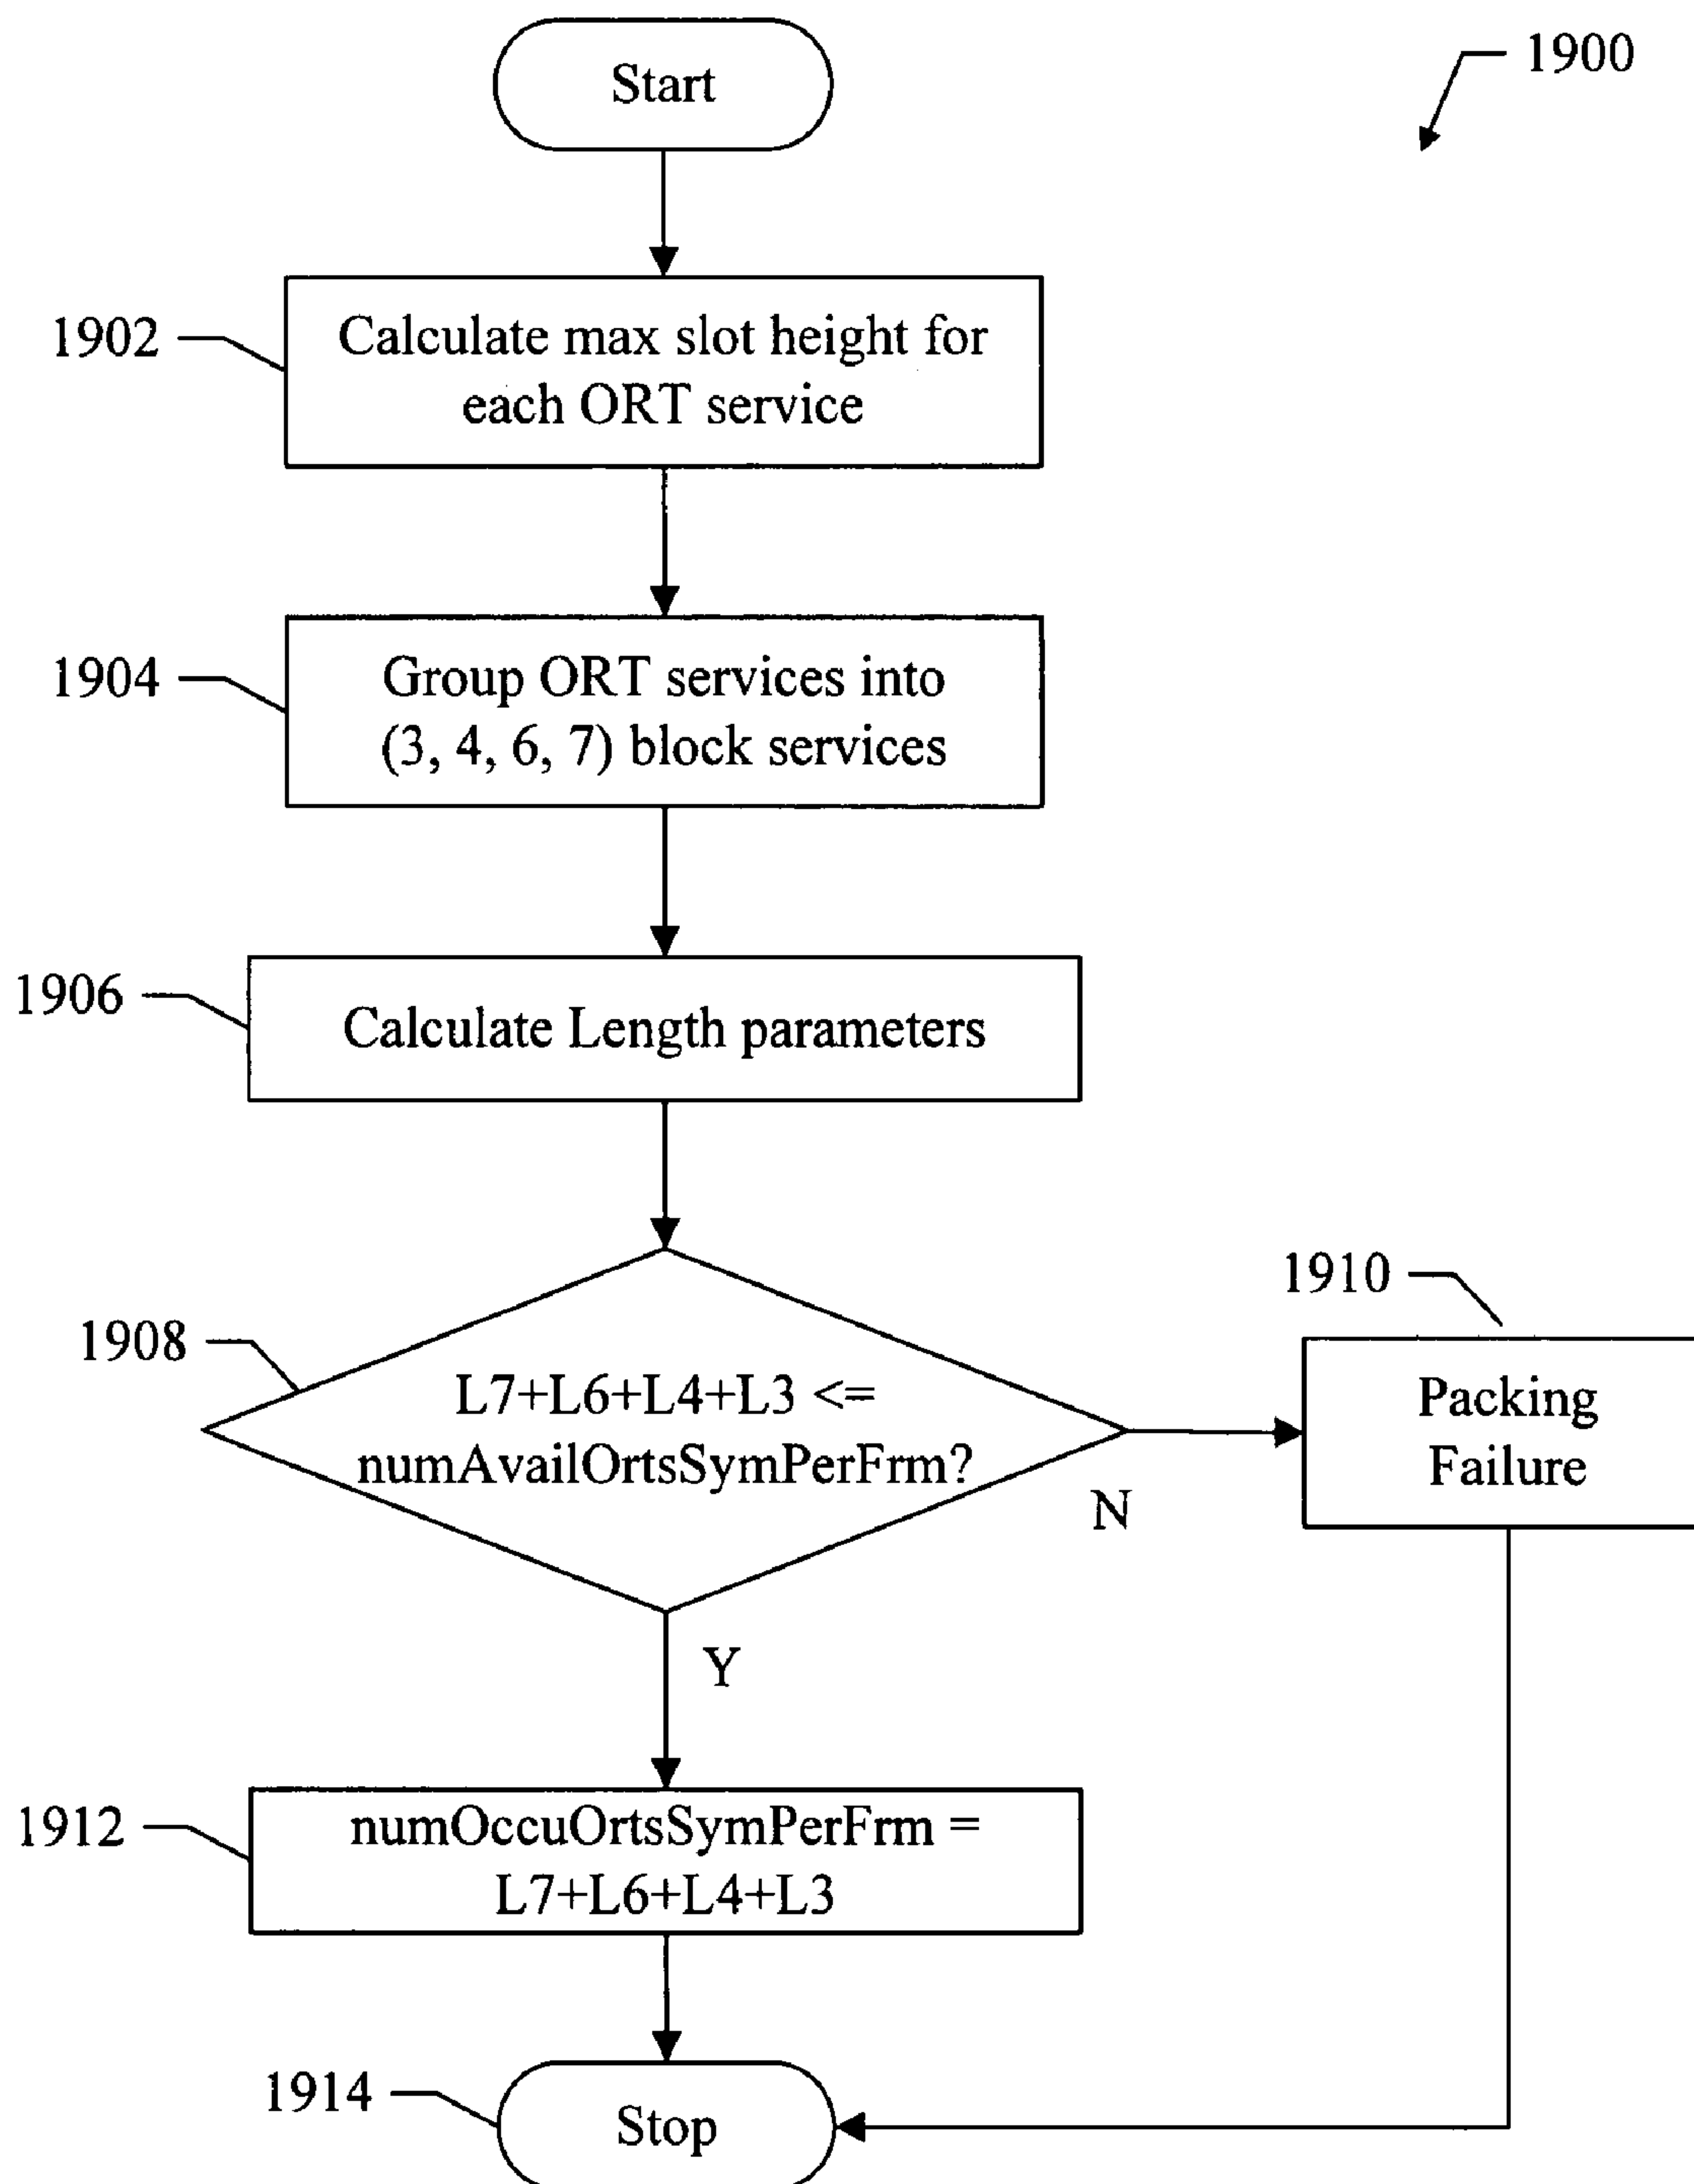 Start
1900
1902
Calculate max slot height for
each ORT service
1904
Group ORT services into
(3, 4, 6, 7) block services
1906
Calculate Length parameters
1908
L7+L6+L4+L3 <=
numAvailOrtsSymPerFrm?
N
1910
Packing
Failure
Y
1912
numOccuOrtsSymPerFrm =
L7+L6+L4+L3
1914
Stop